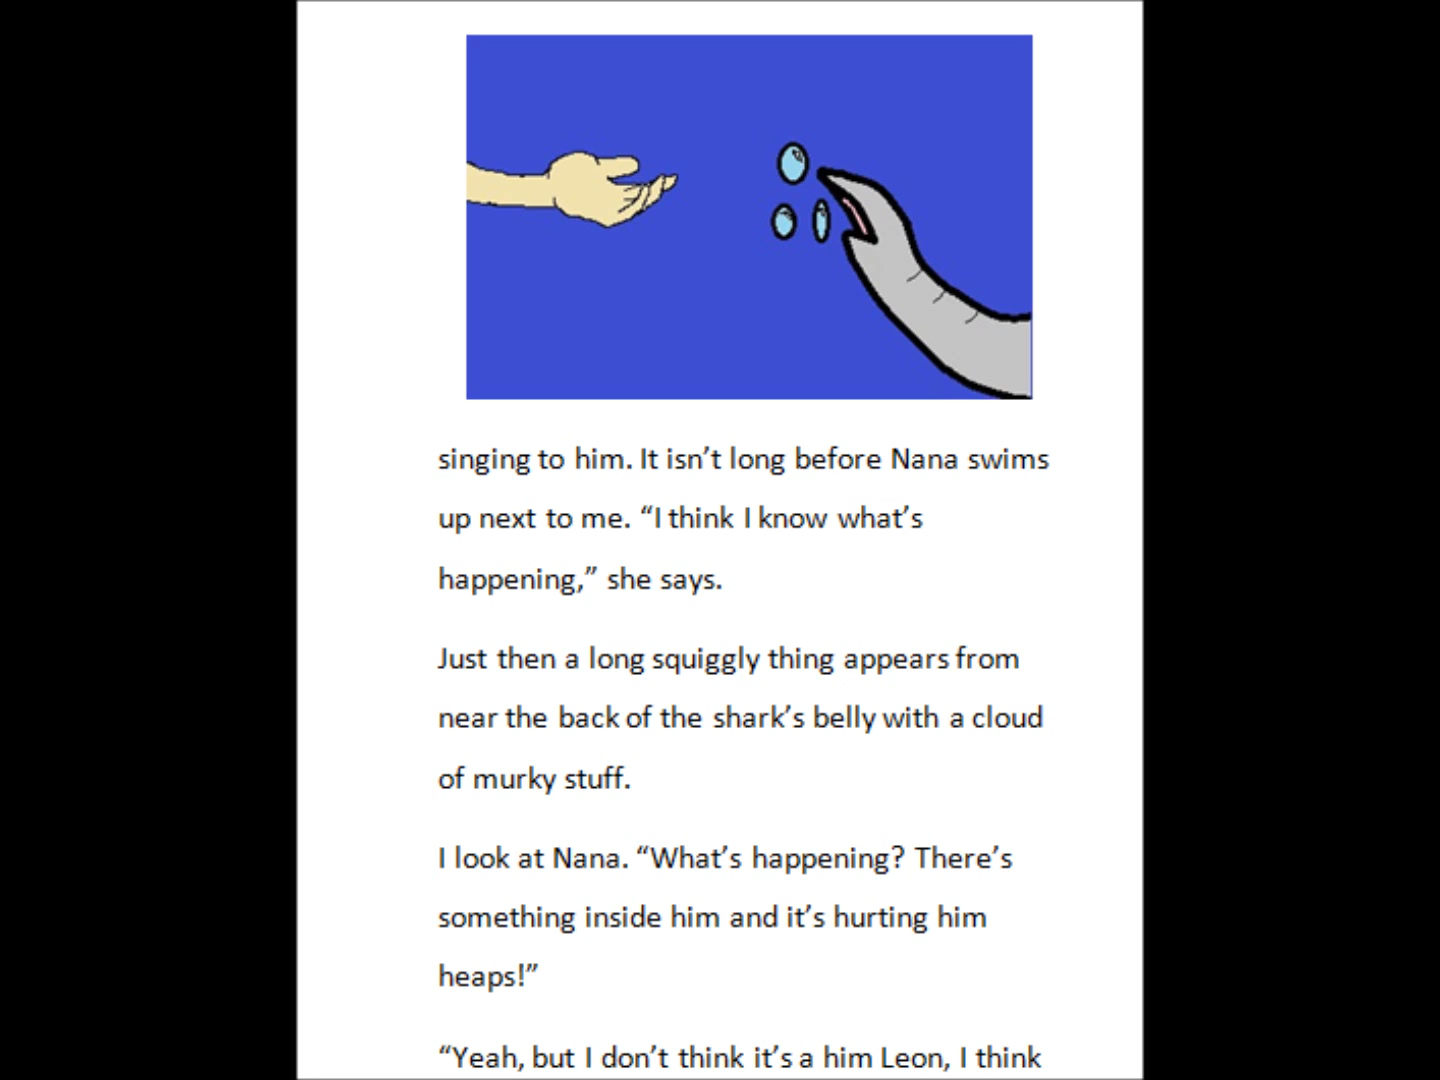 singing to him. It isn’t long before Nana swims
up next to me. “I think I know what’s
happening,” she says.
Just then a long squiggly thing appears from
near the back of the shark’s belly with a cloud
of murky stuff.
I look at Nana. “What’s happening? There’s
something inside him and it’s hurting him
heaps!”
“Yeah, but I don’t think it’s a him Leon, I think